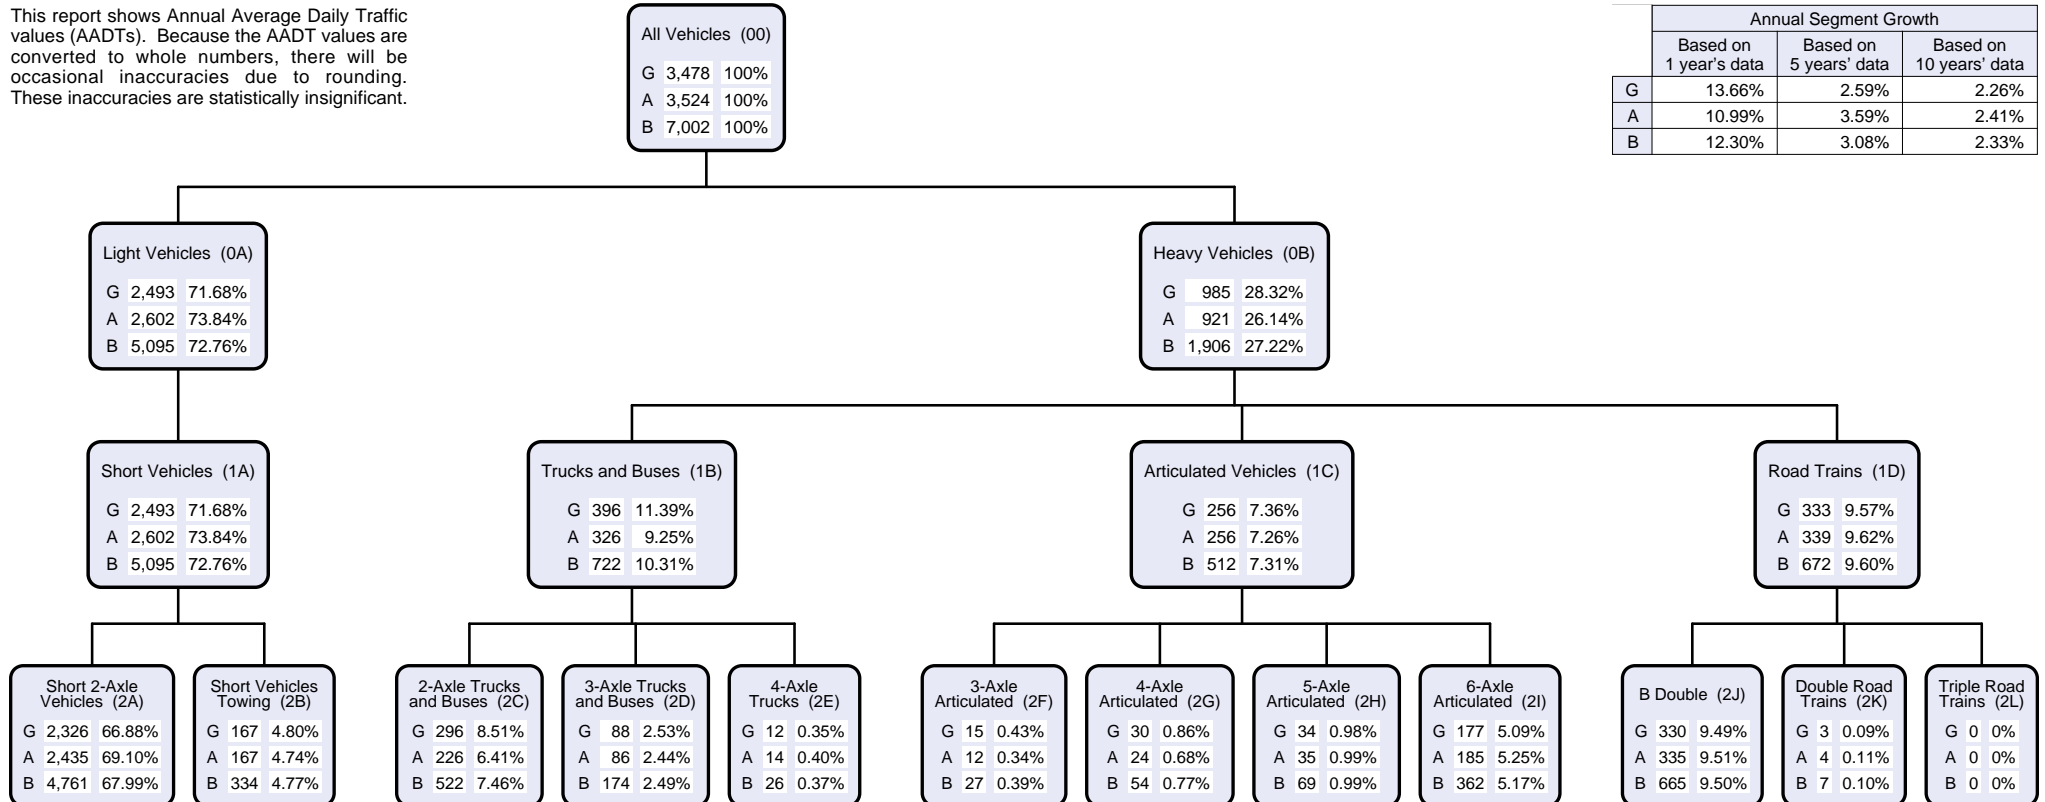 This report shows Annual Average Daily Traffic
values (AADTs). Because the AADT values are
converted to whole numbers, there will be
occasional inaccuracies due to rounding.
These inaccuracies are statistically insignificant.
All Vehicles (00)
G 3,478 100%
A 3,524 100%
B 7,002 100%
Annual Segment Growth
Based on Based on Based on
1 year's data 5 years' data 10 years' data
G 13.66% 2.59% 2.26%
A 10.99% 3.59% 2.41%
B 12.30% 3.08% 2.33%
Light Vehicles (0A)
G 2,493 71.68%
A 2,602 73.84%
B 5,095 72.76%
Heavy Vehicles (0B)
G 985 28.32%
A 921 26.14%
B 1,906 27.22%
Short Vehicles (1A)
G 2,493 71.68%
A 2,602 73.84%
B 5,095 72.76%
Trucks and Buses (1B)
G 396 11.39%
A 326 9.25%
B 722 10.31%
Articulated Vehicles (1C)
G 256 7.36%
A 256 7.26%
B 512 7.31%
Road Trains (1D)
G 333 9.57%
A 339 9.62%
B 672 9.60%
Short 2-Axle
Vehicles (2A)
G 2,326 66.88%
A 2,435 69.10%
B 4,761 67.99%
Short Vehicles
Towing (2B)
G 167 4.80%
A 167 4.74%
B 334 4.77%
2-Axle Trucks
and Buses (2C)
G 296 8.51%
A 226 6.41%
B 522 7.46%
3-Axle Trucks
and Buses (2D)
G 88 2.53%
A 86 2.44%
B 174 2.49%
4-Axle
Trucks (2E)
G 12 0.35%
A 14 0.40%
B 26 0.37%
3-Axle
Articulated (2F)
G 15 0.43%
A 12 0.34%
B 27 0.39%
4-Axle
Articulated (2G)
G 30 0.86%
A 24 0.68%
B 54 0.77%
5-Axle
Articulated (2H)
G 34 0.98%
A 35 0.99%
B 69 0.99%
6-Axle
Articulated (2I)
G 177 5.09%
A 185 5.25%
B 362 5.17%
B Double (2J)
G 330 9.49%
A 335 9.51%
B 665 9.50%
Double Road
Trains (2K)
G 3 0.09%
A 4 0.11%
B 7 0.10%
Triple Road
Trains (2L)
G 0 0%
A 0 0%
B 0 0%